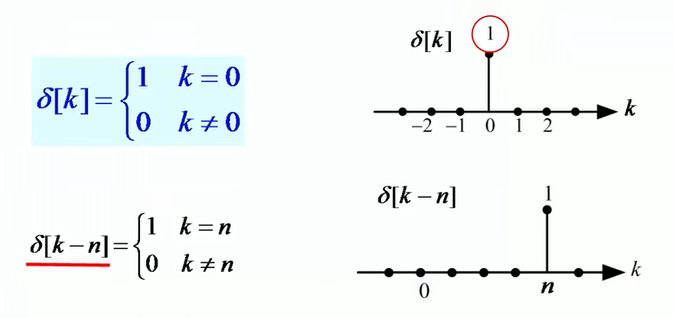 δ[k] = { 1 k = 0
0 k ≠ 0
δ[k] 1
k
−2 −1 0 1 2
δ[k − n] = { 1 k = n
0 k ≠ n
δ[k − n] 1
k
0 n